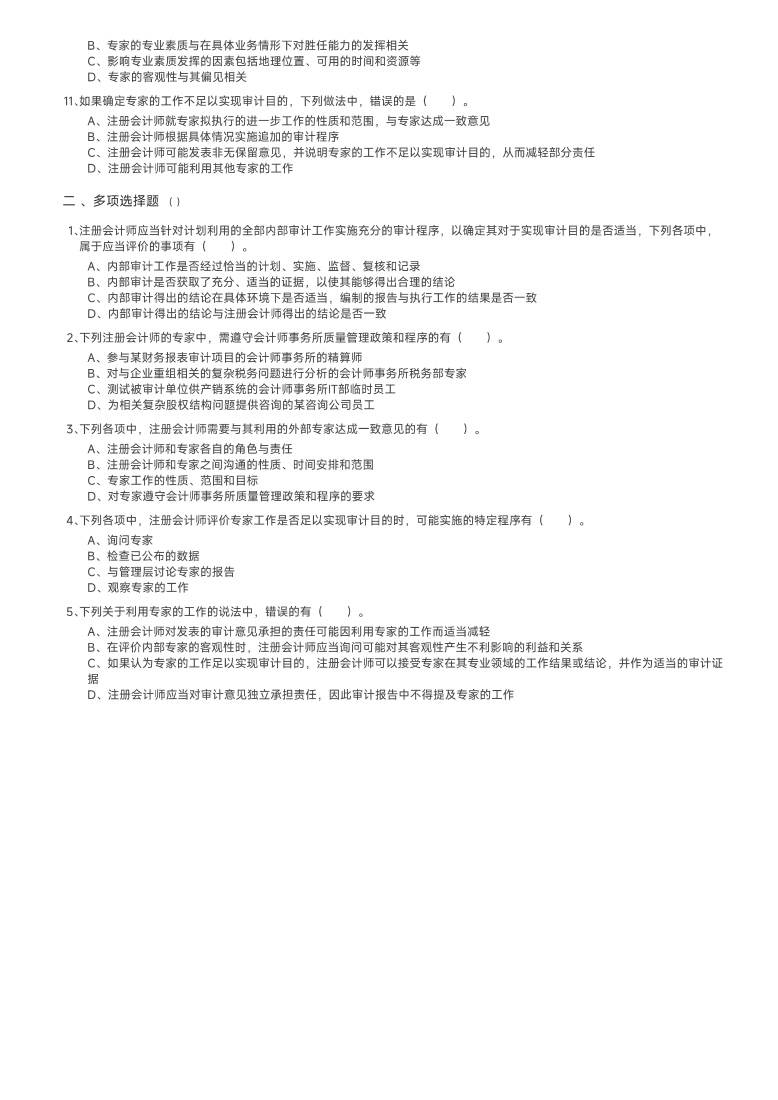 B、专家的专业素质与在具体业务情形下对胜任能力的发挥相关
C、影响专业素质发挥的因素包括地理位置、可用的时间和资源等
D、专家的客观性与其偏见相关
11、如果确定专家的工作不足以实现审计目的，下列做法中，错误的是（　　）。
A、注册会计师就专家拟执行的进一步工作的性质和范围，与专家达成一致意见
B、注册会计师根据具体情况实施追加的审计程序
C、注册会计师可能发表非无保留意见，并说明专家的工作不足以实现审计目的，从而减轻部分责任
D、注册会计师可能利用其他专家的工作
二 、多项选择题 （ ）
1、注册会计师应当针对计划利用的全部内部审计工作实施充分的审计程序，以确定其对于实现审计目的是否适当，下列各项中，
属于应当评价的事项有（　　）。
A、内部审计工作是否经过恰当的计划、实施、监督、复核和记录
B、内部审计是否获取了充分、适当的证据，以使其能够得出合理的结论
C、内部审计得出的结论在具体环境下是否适当，编制的报告与执行工作的结果是否一致
D、内部审计得出的结论与注册会计师得出的结论是否一致
2、下列注册会计师的专家中，需遵守会计师事务所质量管理政策和程序的有（　　）。
A、参与某财务报表审计项目的会计师事务所的精算师
B、对与企业重组相关的复杂税务问题进行分析的会计师事务所税务部专家
C、测试被审计单位供产销系统的会计师事务所IT部临时员工
D、为相关复杂股权结构问题提供咨询的某咨询公司员工
3、下列各项中，注册会计师需要与其利用的外部专家达成一致意见的有（　　）。
A、注册会计师和专家各自的角色与责任
B、注册会计师和专家之间沟通的性质、时间安排和范围
C、专家工作的性质、范围和目标
D、对专家遵守会计师事务所质量管理政策和程序的要求
4、下列各项中，注册会计师评价专家工作是否足以实现审计目的时，可能实施的特定程序有（　　）。
A、询问专家
B、检查已公布的数据
C、与管理层讨论专家的报告
D、观察专家的工作
5、下列关于利用专家的工作的说法中，错误的有（　　）。
A、注册会计师对发表的审计意见承担的责任可能因利用专家的工作而适当减轻
B、在评价内部专家的客观性时，注册会计师应当询问可能对其客观性产生不利影响的利益和关系
C、如果认为专家的工作足以实现审计目的，注册会计师可以接受专家在其专业领域的工作结果或结论，并作为适当的审计证
据
D、注册会计师应当对审计意见独立承担责任，因此审计报告中不得提及专家的工作